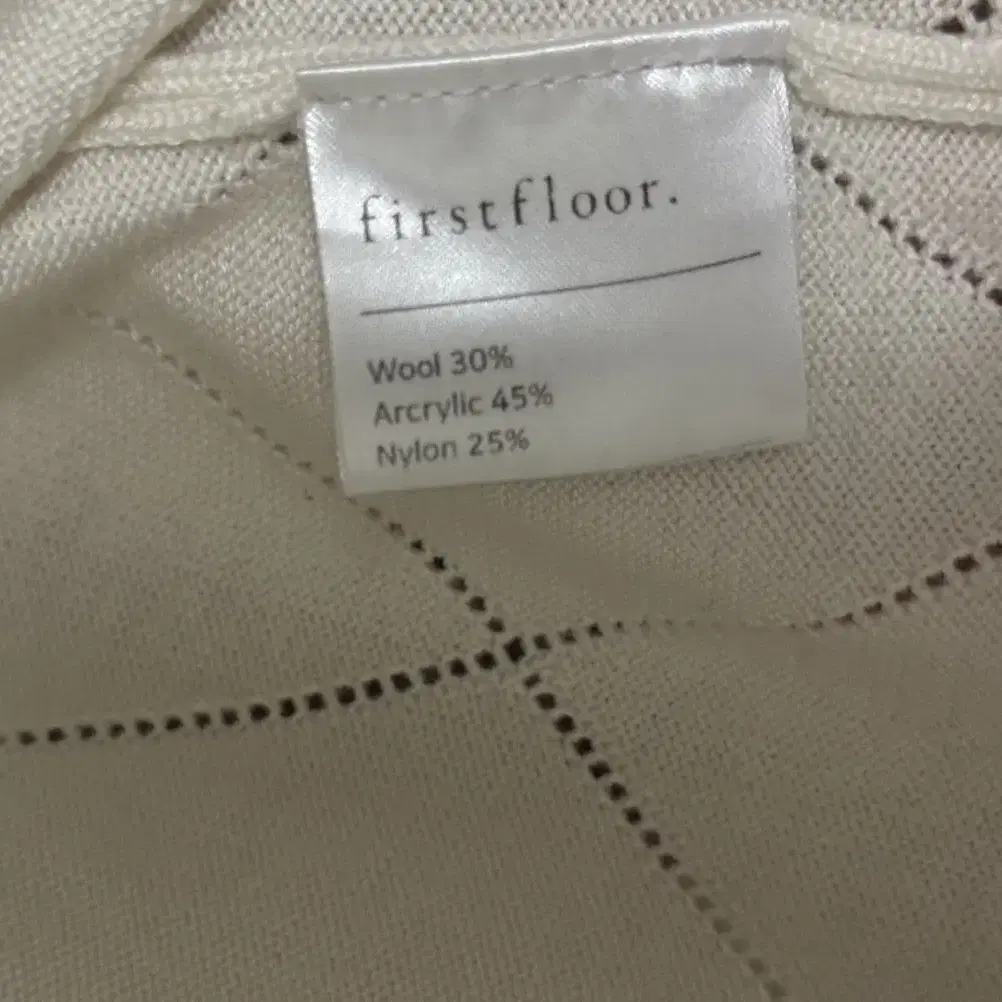 firstfloor.
Wool 30%
Arcrylic 45%
Nylon 25%